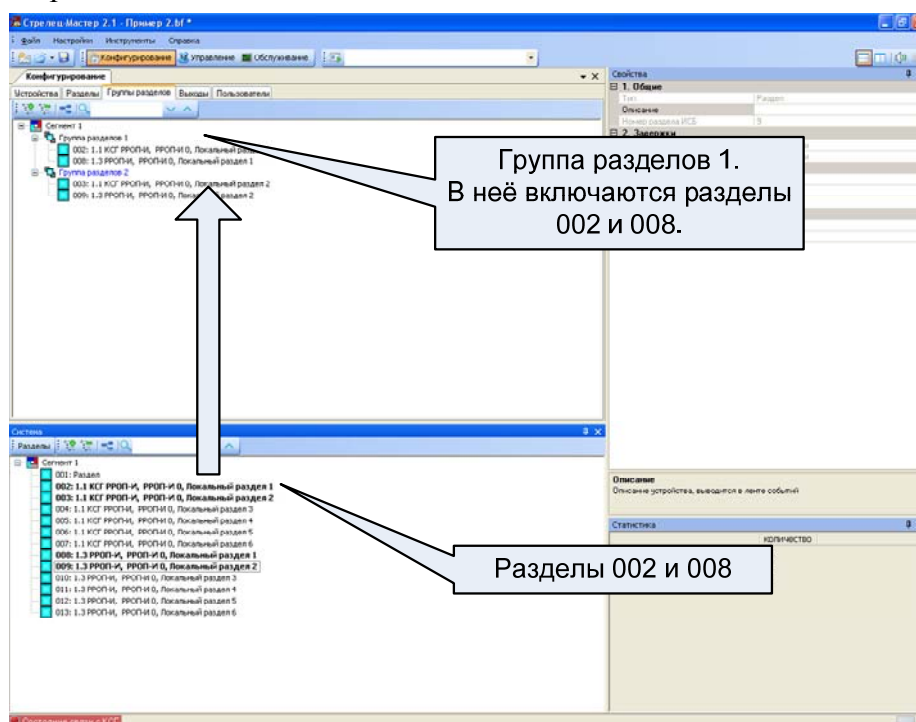 Стрелец-Мастер 2.1 - Пример 2.bf *
Файл Настройки Инструменты Справка
Конфигурирование Управление Обслуживание
Конфигурирование
Устройства Разделы Группы разделов Выходы Пользователи
Сегмент 1
Группа разделов 1
002: 1.1 КСГ РРОП-И, РРОП-И 0, Локальный раздел 1
008: 1.3 РРОП-И, РРОП-И 0, Локальный раздел 1
Группа разделов 2
003: 1.1 КСГ РРОП-И, РРОП-И 0, Локальный раздел 2
009: 1.3 РРОП-И, РРОП-И 0, Локальный раздел 2
Свойства
1. Общие
Тип Раздел
Описание
Номер раздела ИСБ 9
2. Задержки
Группа разделов 1.
В неё включаются разделы
002 и 008.
Система
Разделы
Сегмент 1
001: Раздел
002: 1.1 КСГ РРОП-И, РРОП-И 0, Локальный раздел 1
003: 1.1 КСГ РРОП-И, РРОП-И 0, Локальный раздел 2
004: 1.1 КСГ РРОП-И, РРОП-И 0, Локальный раздел 3
005: 1.1 КСГ РРОП-И, РРОП-И 0, Локальный раздел 4
006: 1.1 КСГ РРОП-И, РРОП-И 0, Локальный раздел 5
007: 1.1 КСГ РРОП-И, РРОП-И 0, Локальный раздел 6
008: 1.3 РРОП-И, РРОП-И 0, Локальный раздел 1
009: 1.3 РРОП-И, РРОП-И 0, Локальный раздел 2
010: 1.3 РРОП-И, РРОП-И 0, Локальный раздел 3
011: 1.3 РРОП-И, РРОП-И 0, Локальный раздел 4
012: 1.3 РРОП-И, РРОП-И 0, Локальный раздел 5
013: 1.3 РРОП-И, РРОП-И 0, Локальный раздел 6
Разделы 002 и 008
Описание
Описание устройства, выводится в ленте событий
Статистика
количество
Состояние связи с КСГ